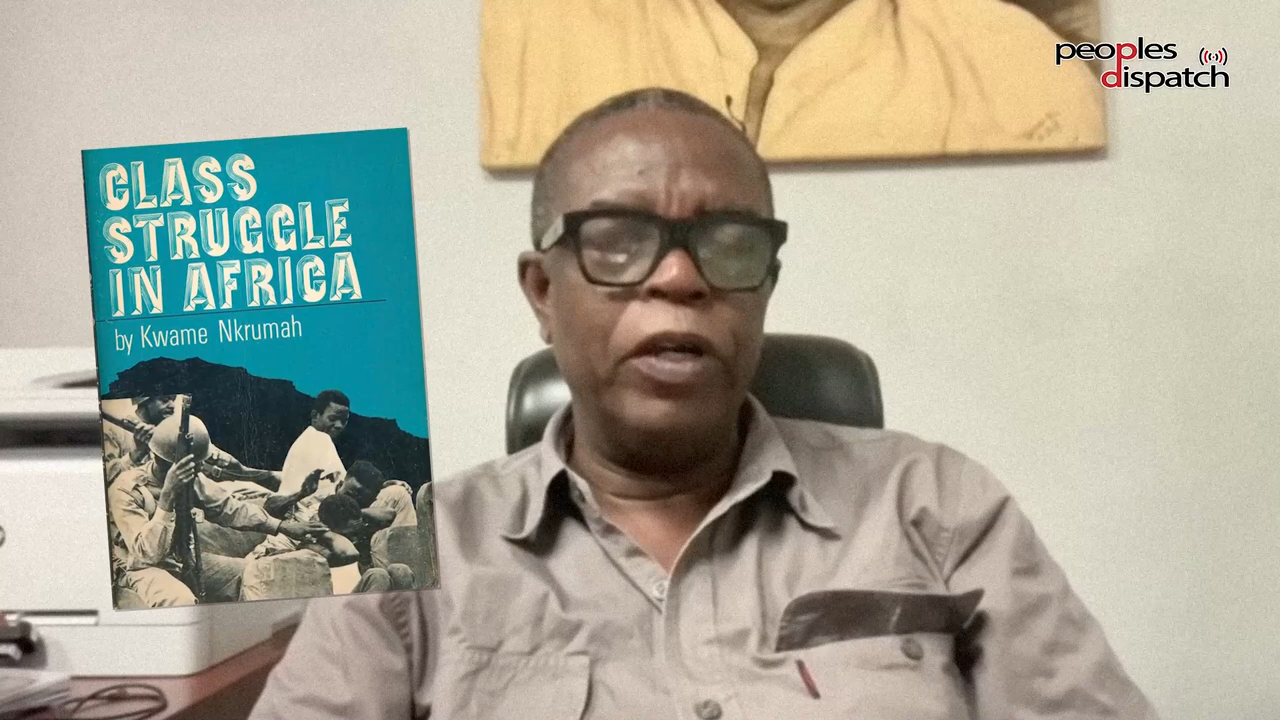 CLASS
STRUGGLE
IN AFRICA
by Kwame Nkrumah
peoples
dispatch